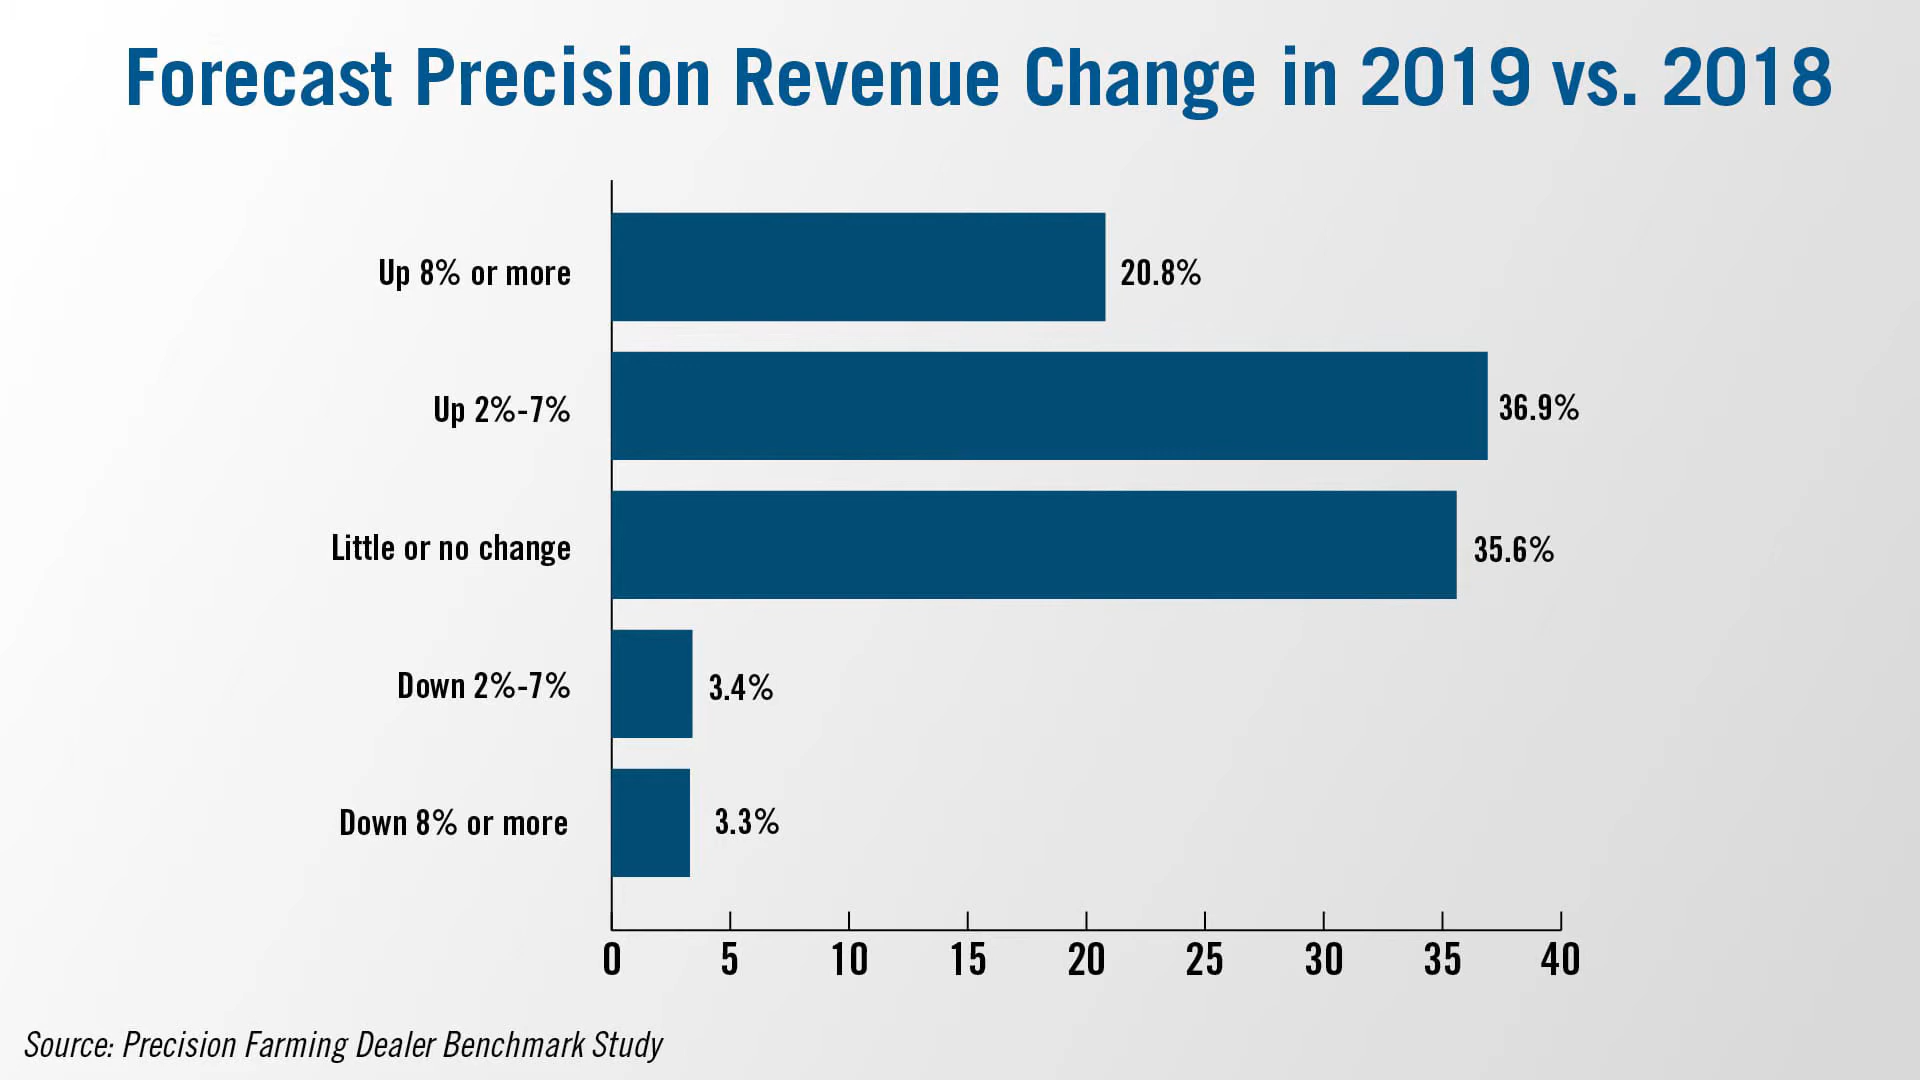 Forecast Precision Revenue Change in 2019 vs. 2018
Up 8% or more
20.8%
Up 2%-7%
36.9%
Little or no change
35.6%
Down 2%-7%
3.4%
Down 8% or more
3.3%
0 5 10 15 20 25 30 35 40
Source: Precision Farming Dealer Benchmark Study